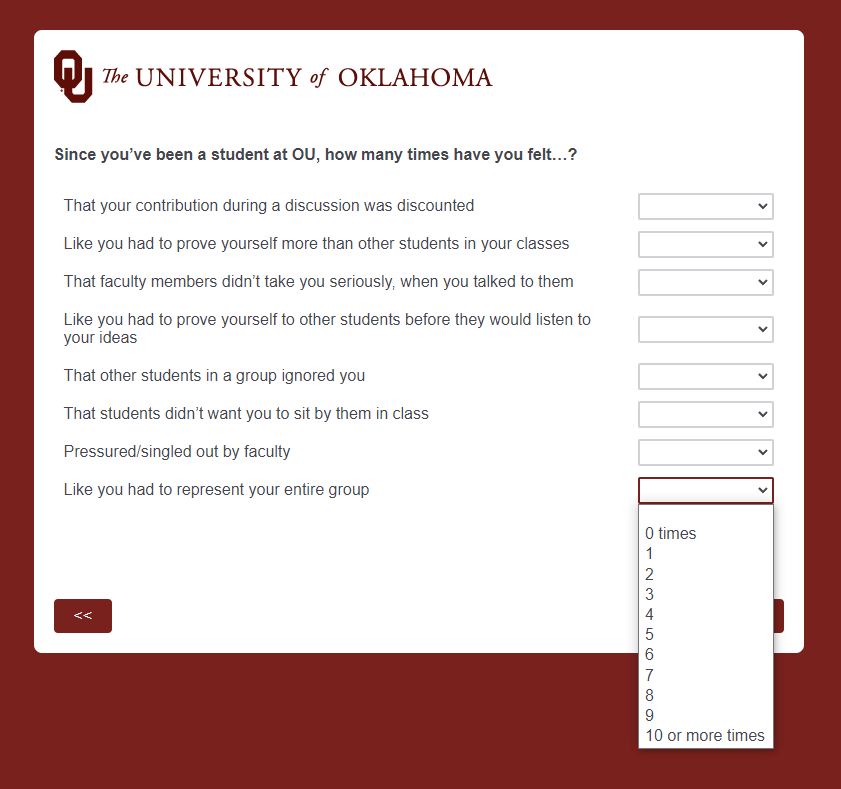 The UNIVERSITY of OKLAHOMA
Since you’ve been a student at OU, how many times have you felt…?
That your contribution during a discussion was discounted
Like you had to prove yourself more than other students in your classes
That faculty members didn’t take you seriously, when you talked to them
Like you had to prove yourself to other students before they would listen to
your ideas
That other students in a group ignored you
That students didn’t want you to sit by them in class
Pressured/singled out by faculty
Like you had to represent your entire group
0 times
1
2
3
4
5
6
7
8
9
10 or more times
<<